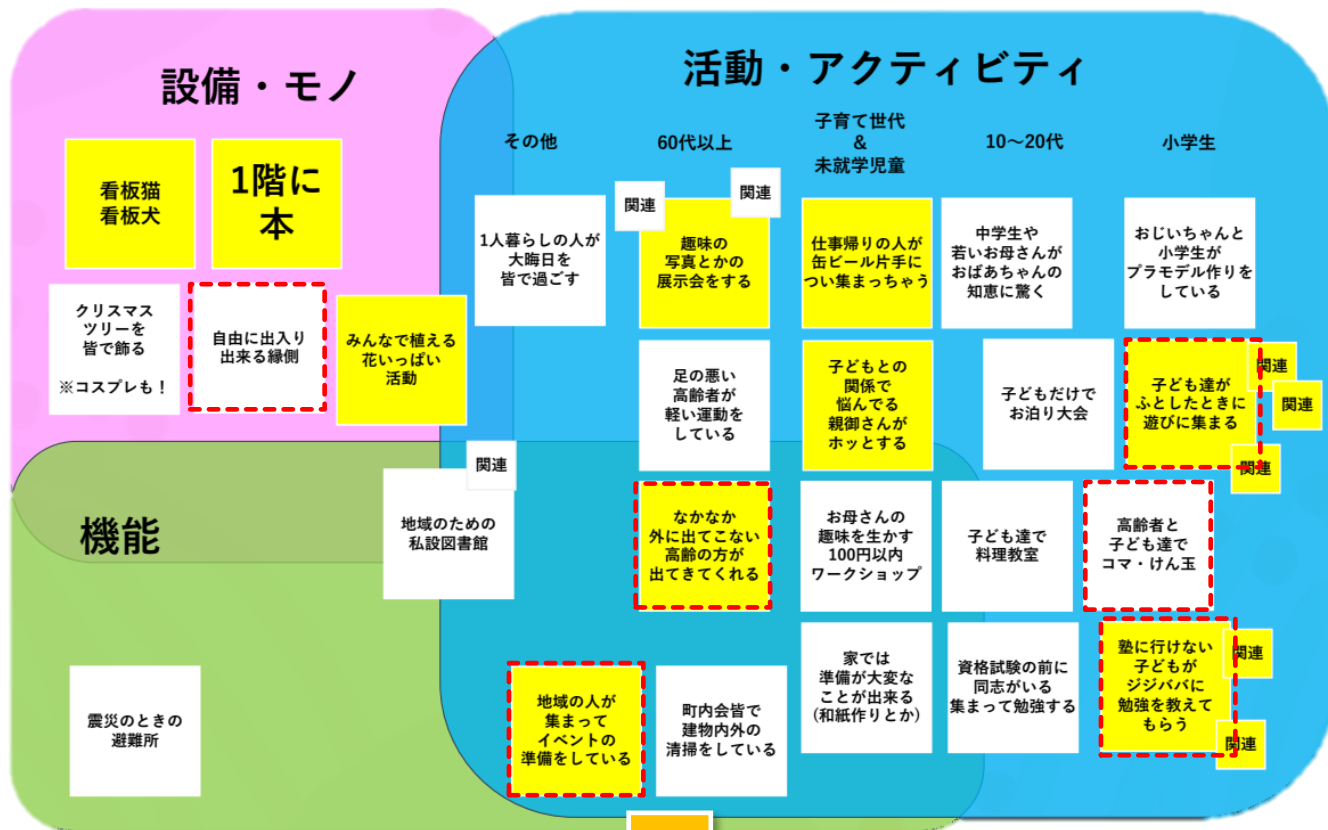 設備・モノ
活動・アクティビティ
その他
60代以上
子育て世代
&
未就学児童
10～20代
小学生
看板猫
看板犬
1階に
本
クリスマス
ツリーを
皆で飾る
※コスプレも！
自由に出入り
出来る縁側
みんなで植える
花いっぱい
活動
1人暮らしの人が
大晦日を
皆で過ごす
関連
関連
趣味の
写真とかの
展示会をする
仕事帰りの人が
缶ビール片手に
つい集まっちゃう
中学生や
若いお母さんが
おばあちゃんの
知恵に驚く
おじいちゃんと
小学生が
プラモデル作りを
している
足の悪い
高齢者が
軽い運動を
している
子どもとの
関係で
悩んでる
親御さんが
ホッとする
子どもだけで
お泊り大会
子ども達が
ふとしたときに
遊びに集まる
関連
関連
関連
機能
関連
地域のための
私設図書館
なかなか
外に出てこない
高齢の方が
出てきてくれる
お母さんの
趣味を生かす
100円以内
ワークショップ
子ども達で
料理教室
高齢者と
子ども達で
コマ・けん玉
震災のときの
避難所
地域の人が
集まって
イベントの
準備をしている
町内会皆で
建物内外の
清掃をしている
家では
準備が大変な
ことが出来る
(和紙作りとか)
資格試験の前に
同志がいる
集まって勉強する
塾に行けない
子どもが
ジジババに
勉強を教えて
もらう
関連
関連